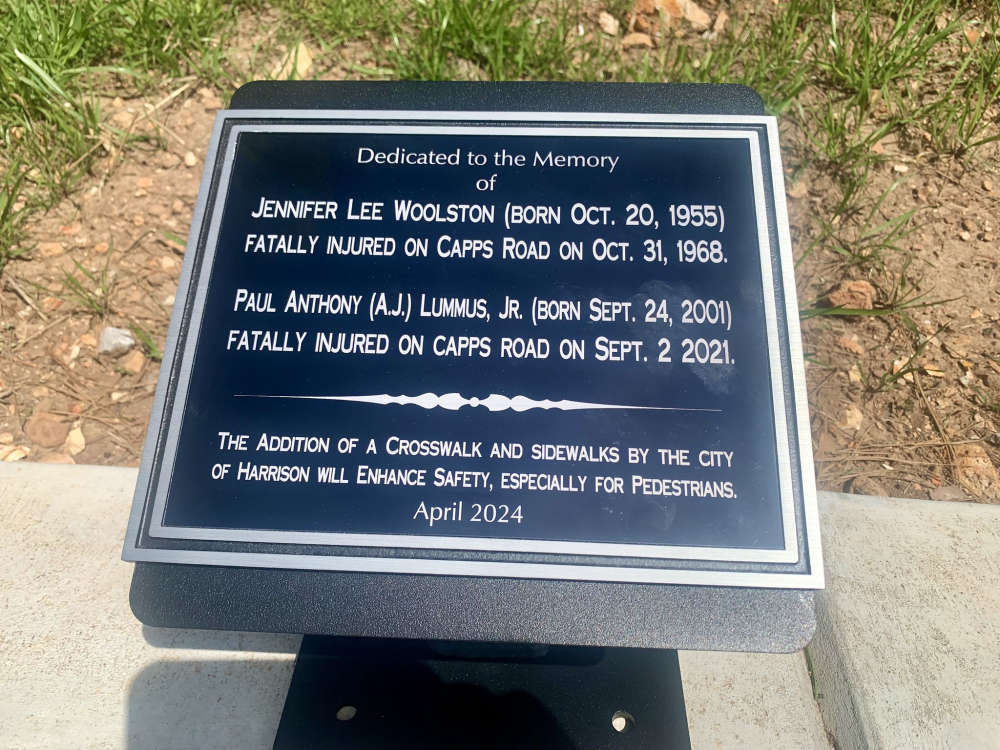 Dedicated to the Memory
of
JENNIFER LEE WOOLSTON (BORN OCT. 20, 1955)
FATALLY INJURED ON CAPPS ROAD ON OCT. 31, 1968.
PAUL ANTHONY (A.J.) LUMMUS, JR. (BORN SEPT. 24, 2001)
FATALLY INJURED ON CAPPS ROAD ON SEPT. 2 2021.
THE ADDITION OF A CROSSWALK AND SIDEWALKS BY THE CITY
OF HARRISON WILL ENHANCE SAFETY, ESPECIALLY FOR PEDESTRIANS.
April 2024